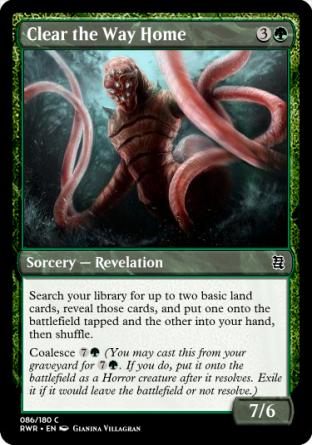 Clear the Way Home 3
Sorcery — Revelation
Search your library for up to two basic land
cards, reveal those cards, and put one onto the
battlefield tapped and the other into your hand,
then shuffle.
Coalesce 7 (You may cast this from your
graveyard for 7. If you do, put it onto the
battlefield as a Horror creature after it resolves. Exile
it if it would leave the battlefield or not resolve.)
7/6
086/180 C
RWR • EN Gianina Villagran